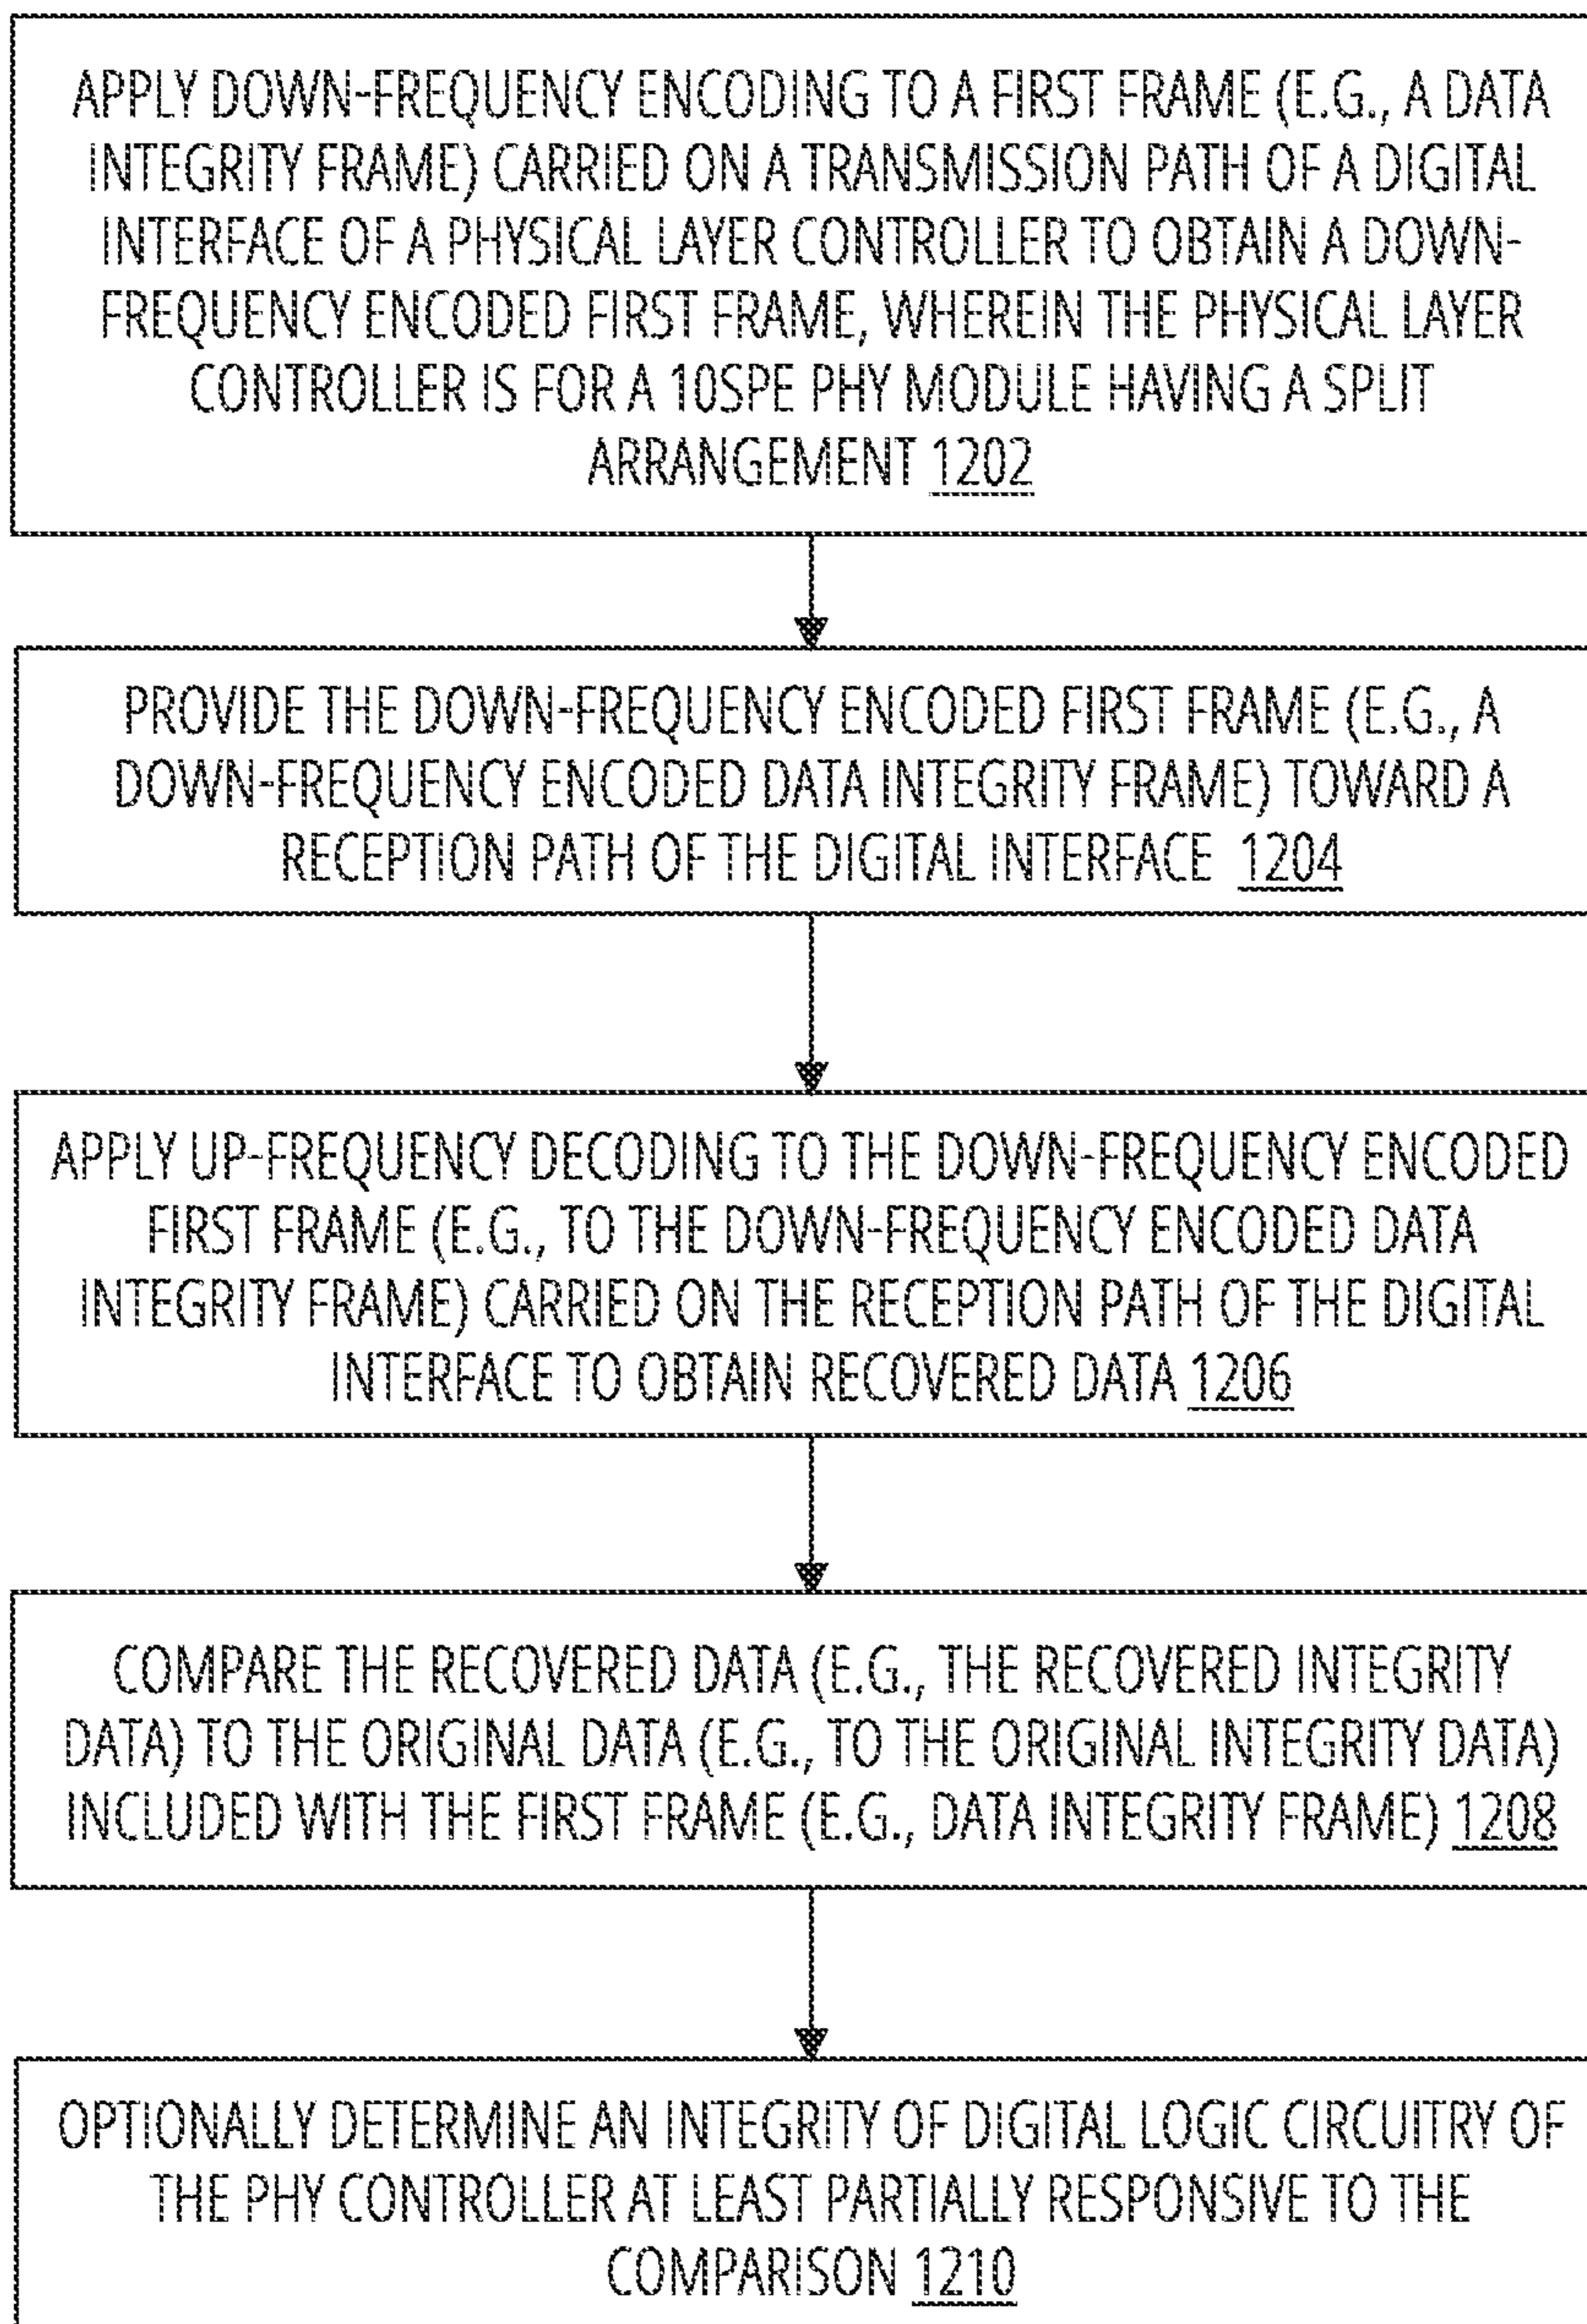 APPLY DOWN-FREQUENCY ENCODING TO A FIRST FRAME (E.G., A DATA
INTEGRITY FRAME) CARRIED ON A TRANSMISSION PATH OF A DIGITAL
INTERFACE OF A PHYSICAL LAYER CONTROLLER TO OBTAIN A DOWN-
FREQUENCY ENCODED FIRST FRAME, WHEREIN THE PHYSICAL LAYER
CONTROLLER IS FOR A 10SPE PHY MODULE HAVING A SPLIT
ARRANGEMENT 1202
PROVIDE THE DOWN-FREQUENCY ENCODED FIRST FRAME (E.G., A
DOWN-FREQUENCY ENCODED DATA INTEGRITY FRAME) TOWARD A
RECEPTION PATH OF THE DIGITAL INTERFACE 1204
APPLY UP-FREQUENCY DECODING TO THE DOWN-FREQUENCY ENCODED
FIRST FRAME (E.G., TO THE DOWN-FREQUENCY ENCODED DATA
INTEGRITY FRAME) CARRIED ON THE RECEPTION PATH OF THE DIGITAL
INTERFACE TO OBTAIN RECOVERED DATA 1206
COMPARE THE RECOVERED DATA (E.G., THE RECOVERED INTEGRITY
DATA) TO THE ORIGINAL DATA (E.G., TO THE ORIGINAL INTEGRITY DATA)
INCLUDED WITH THE FIRST FRAME (E.G., DATA INTEGRITY FRAME) 1208
OPTIONALLY DETERMINE AN INTEGRITY OF DIGITAL LOGIC CIRCUITRY OF
THE PHY CONTROLLER AT LEAST PARTIALLY RESPONSIVE TO THE
COMPARISON 1210